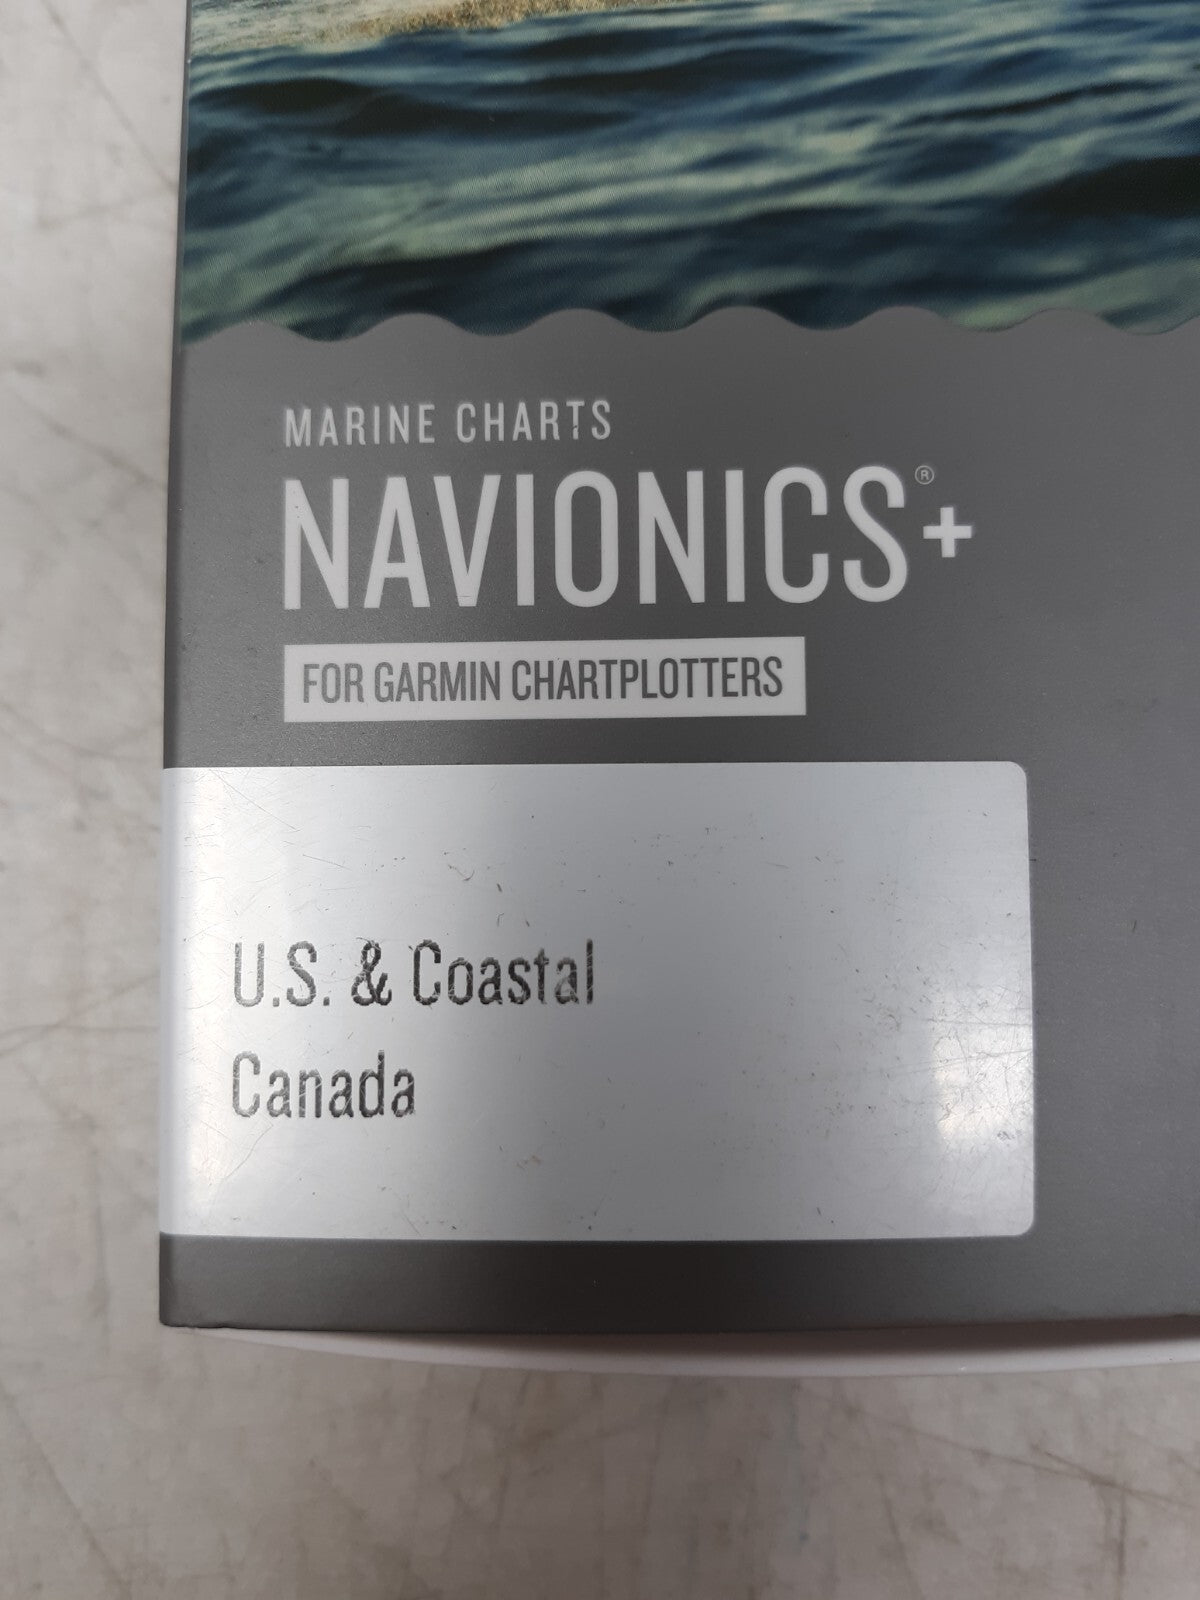 MARINE CHARTS
NAVIONICS®+
FOR GARMIN CHARTPLOTTERS
U.S. & Coastal
Canada